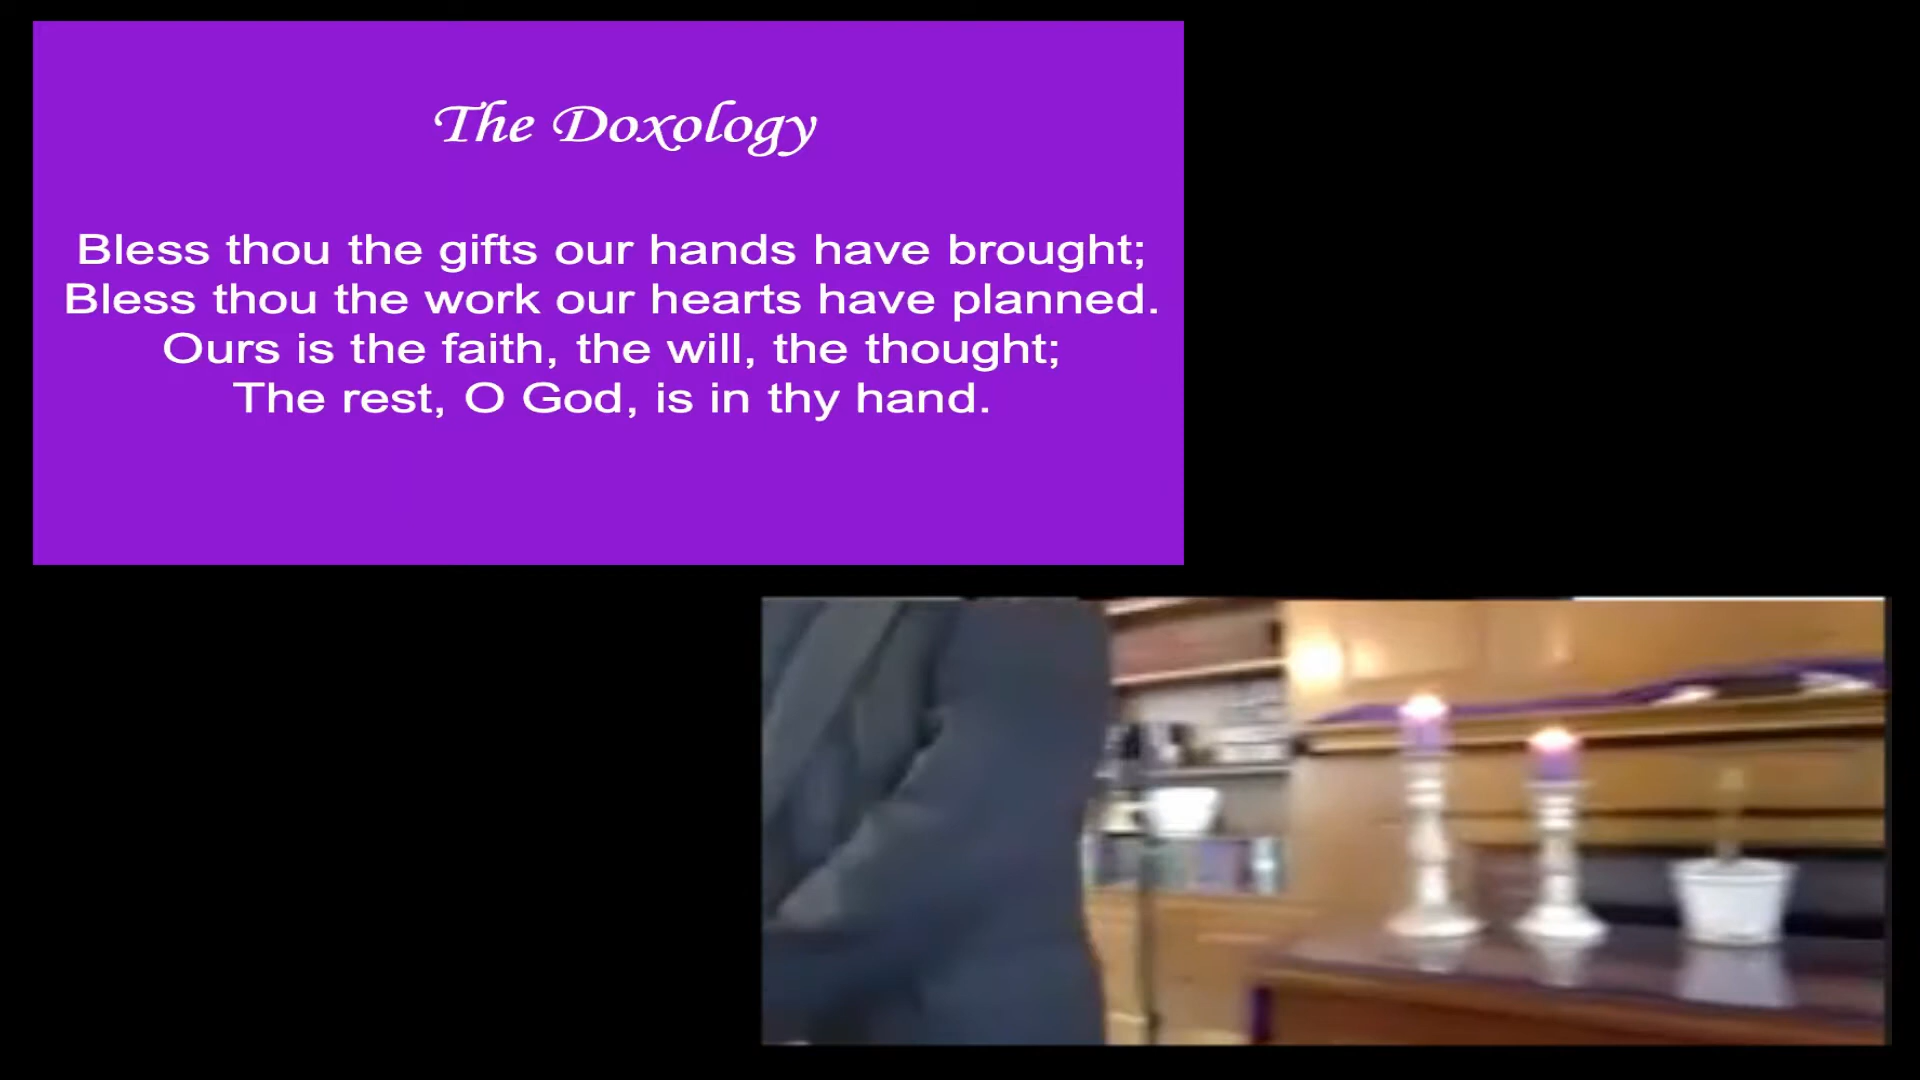 The Doxology
Bless thou the gifts our hands have brought;
Bless thou the work our hearts have planned.
Ours is the faith, the will, the thought;
The rest, O God, is in thy hand.